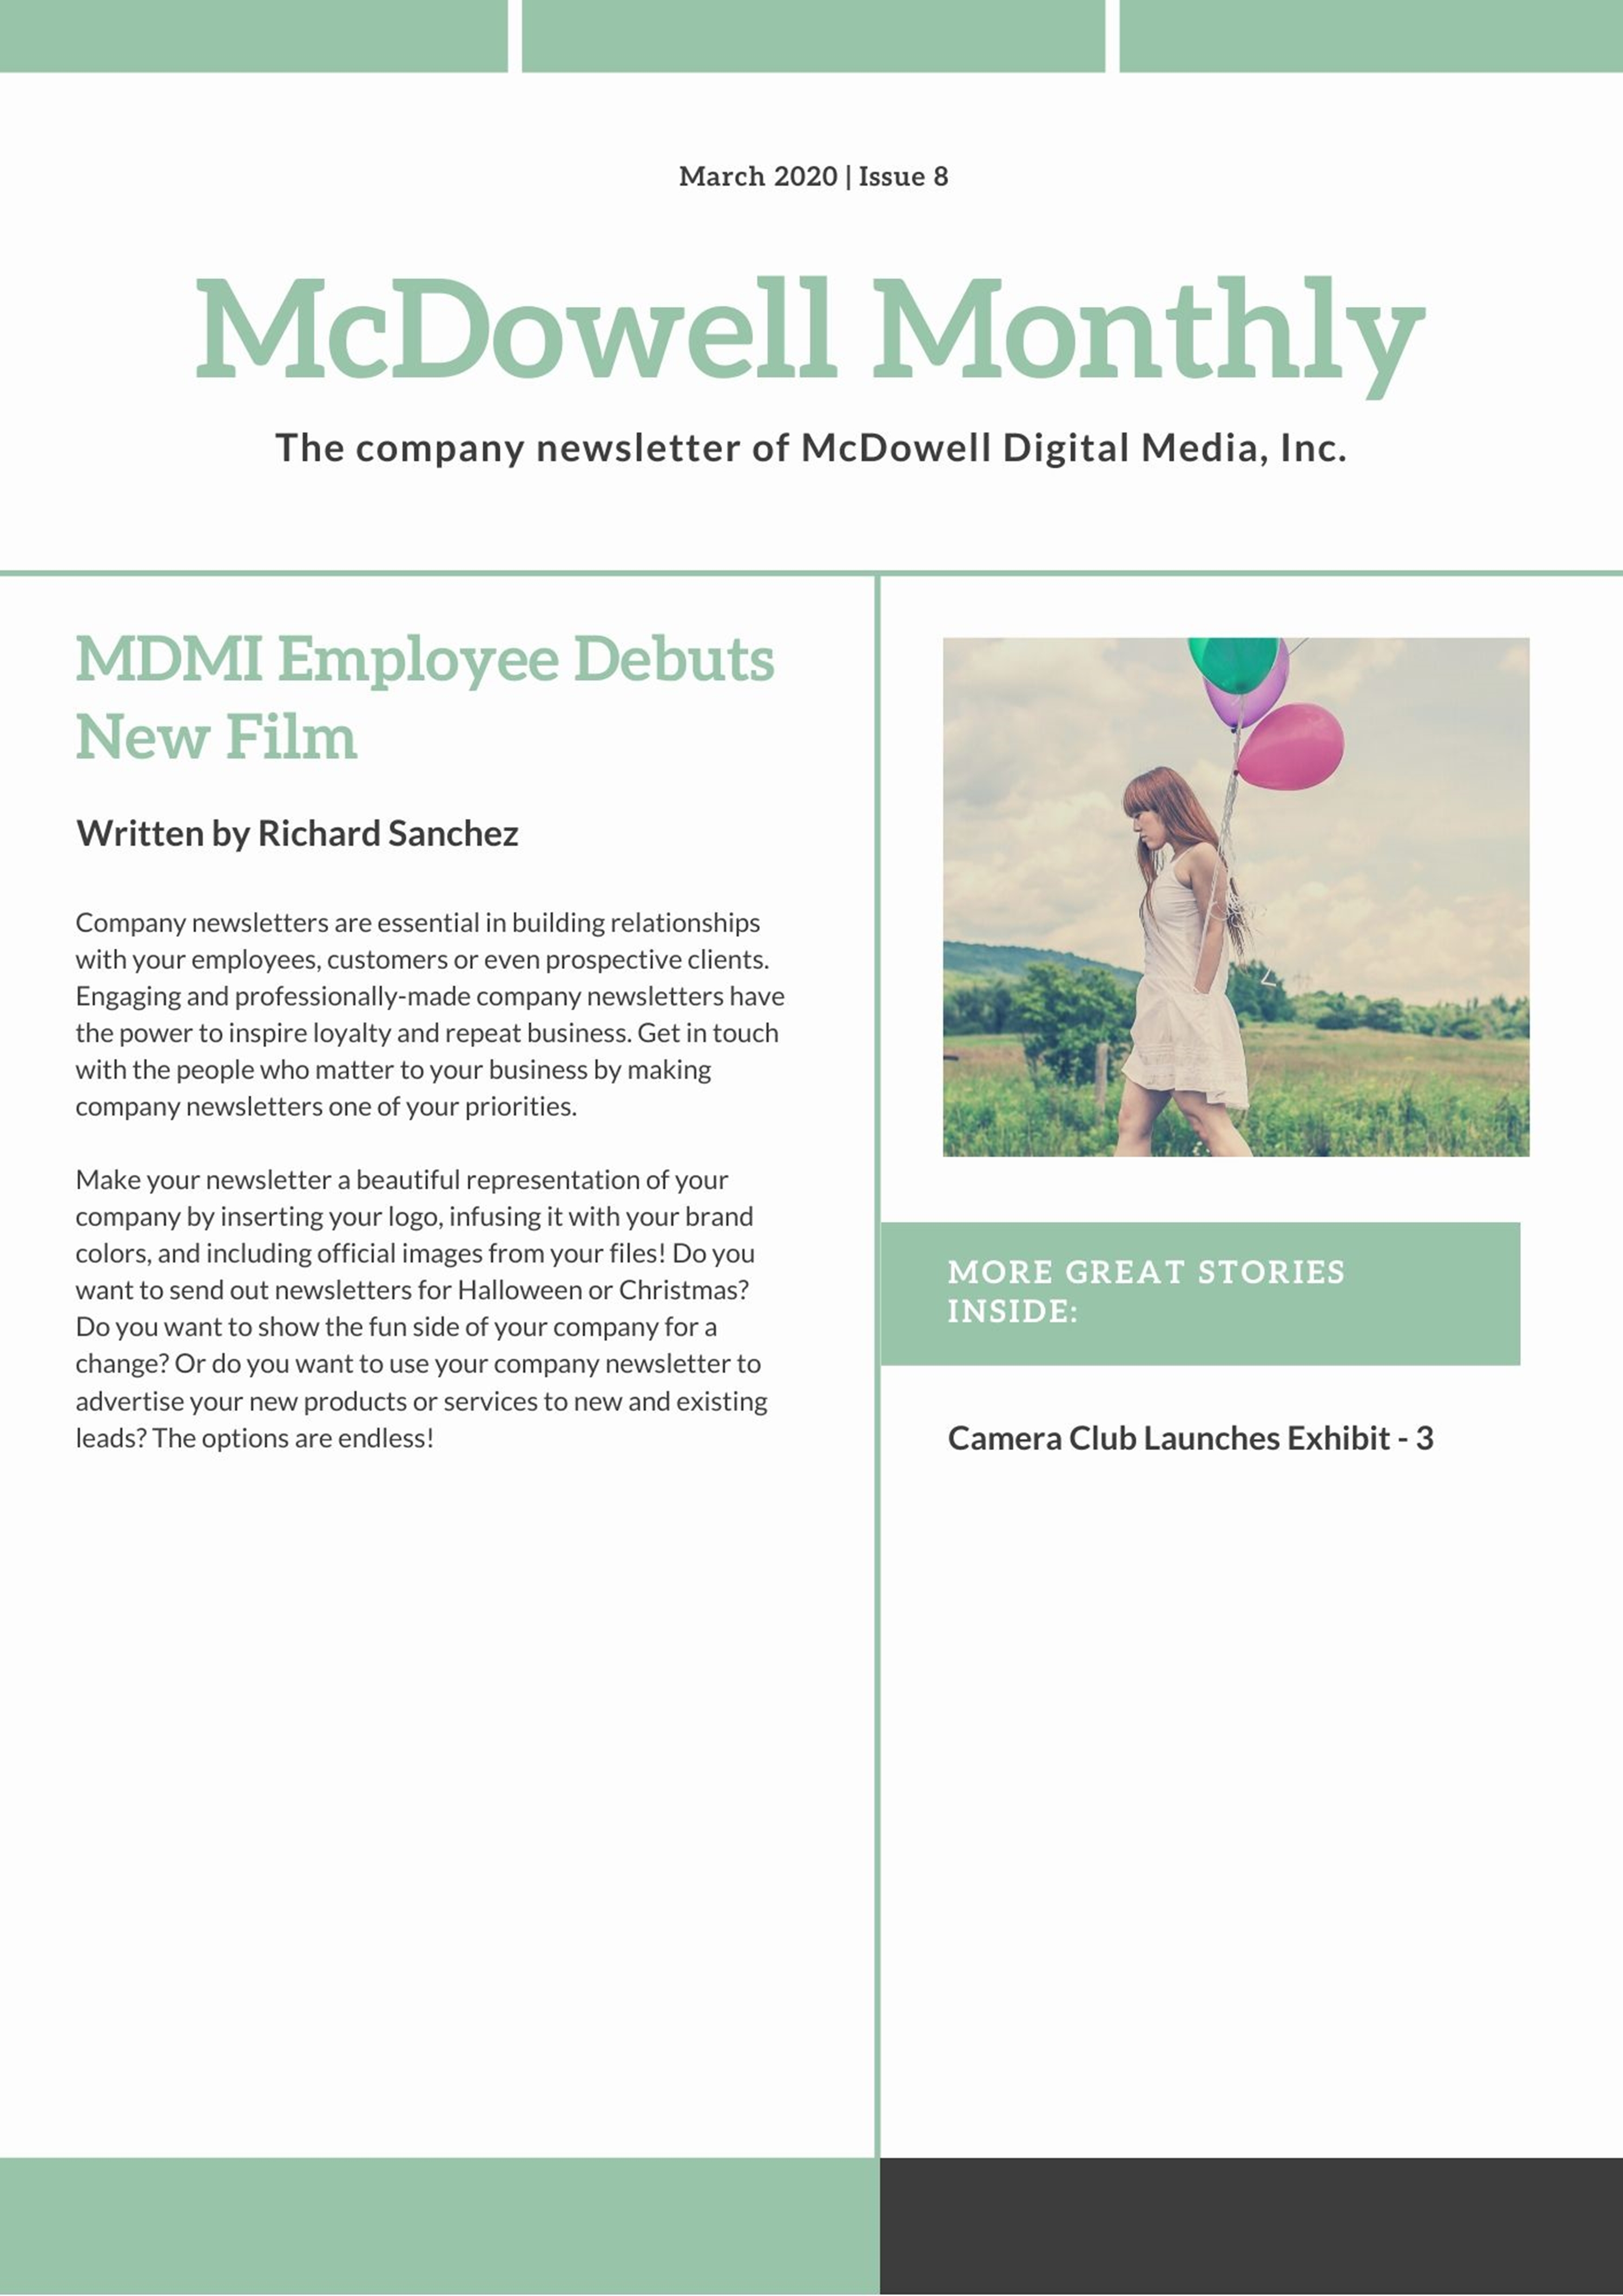 March 2020 | Issue 8
McDowell Monthly
The company newsletter of McDowell Digital Media, Inc.
MDMI Employee Debuts
New Film
Written by Richard Sanchez
Company newsletters are essential in building relationships
with your employees, customers or even prospective clients.
Engaging and professionally-made company newsletters have
the power to inspire loyalty and repeat business. Get in touch
with the people who matter to your business by making
company newsletters one of your priorities.
Make your newsletter a beautiful representation of your
company by inserting your logo, infusing it with your brand
colors, and including official images from your files! Do you
want to send out newsletters for Halloween or Christmas?
Do you want to show the fun side of your company for a
change? Or do you want to use your company newsletter to
advertise your new products or services to new and existing
leads? The options are endless!
MORE GREAT STORIES
INSIDE:
Camera Club Launches Exhibit - 3